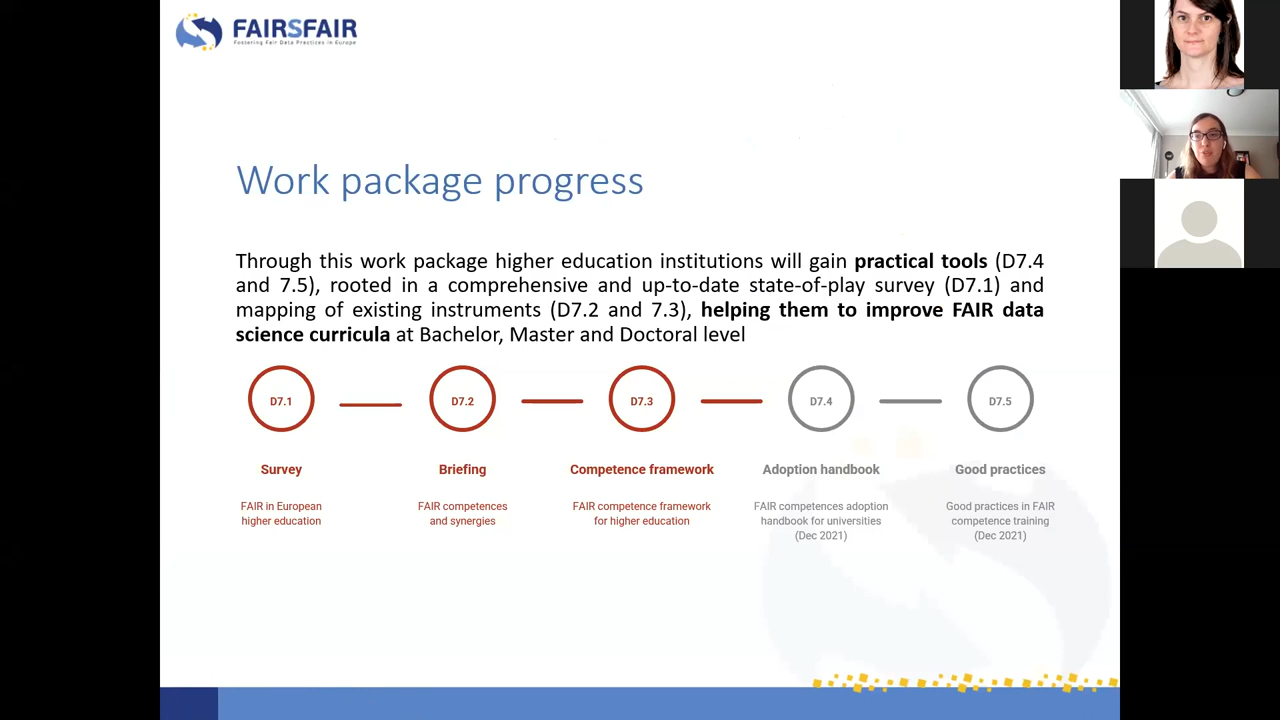 FAIRSFAIR
Fostering Fair Data Practices in Europe
Work package progress
Through this work package higher education institutions will gain practical tools (D7.4
and 7.5), rooted in a comprehensive and up-to-date state-of-play survey (D7.1) and
mapping of existing instruments (D7.2 and 7.3), helping them to improve FAIR data
science curricula at Bachelor, Master and Doctoral level
D7.1
D7.2
D7.3
D7.4
D7.5
Survey
Briefing
Competence framework
Adoption handbook
Good practices
FAIR in European
higher education
FAIR competences
and synergies
FAIR competence framework
for higher education
FAIR competences adoption
handbook for universities
(Dec 2021)
Good practices in FAIR
competence training
(Dec 2021)